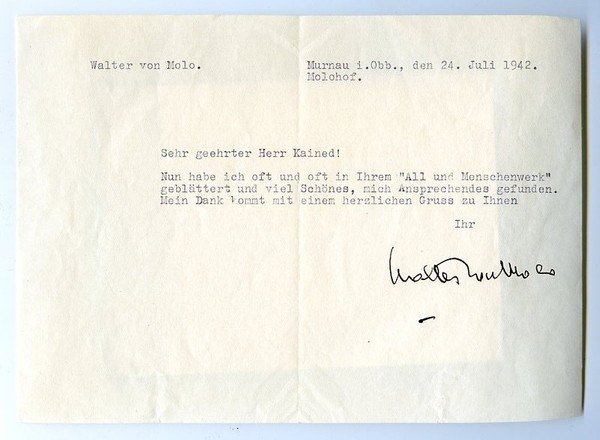 Walter von Molo.
Murnau i.Obb., den 24. Juli 1942.
Molohof.
Sehr geehrter Herr Kained!
Nun habe ich oft und oft in Ihrem "All und Menschenwerk"
geblättert und viel Schönes, mich Ansprechendes gefunden.
Mein Dank kommt mit einem herzlichen Gruss zu Ihnen
Ihr
Walter von Molo